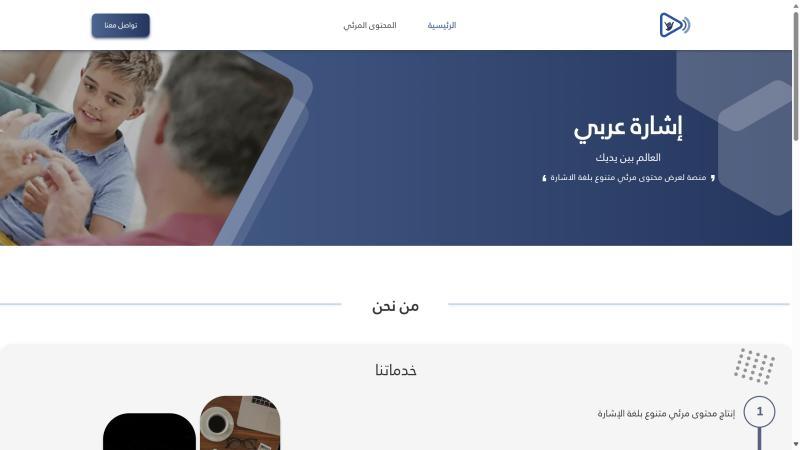 الرئيسية
المحتوى المرئي
تواصل معنا
إشارة عربي
العالم بين يديك
❜ منصة لعرض محتوى مرئي متنوع بلغة الاشارة ❛
من نحن
خدماتنا
1
إنتاج محتوى مرئي متنوع بلغة الإشارة